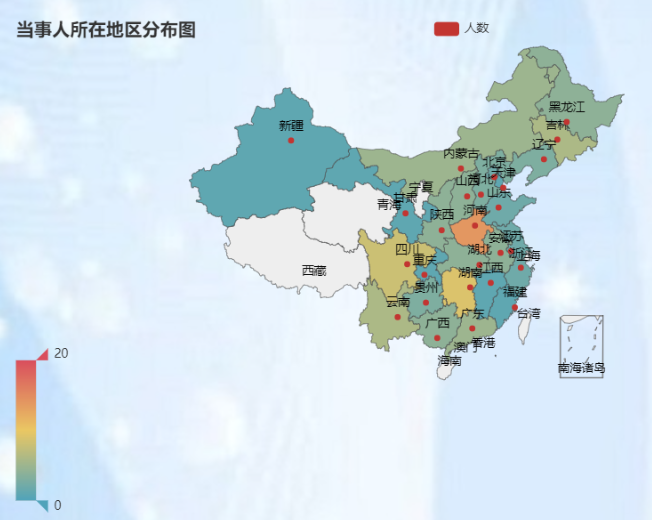 当事人所在地区分布图
人数
黑龙江
吉林
新疆
辽宁
内蒙古
北京
天津
山西
河北
宁夏
山东
甘肃
青海
陕西
河南
江苏
安徽
四川
湖北
浙江
上海
重庆
西藏
湖南
江西
贵州
福建
云南
广东
台湾
广西
香港
澳门
海南
南海诸岛
20
0